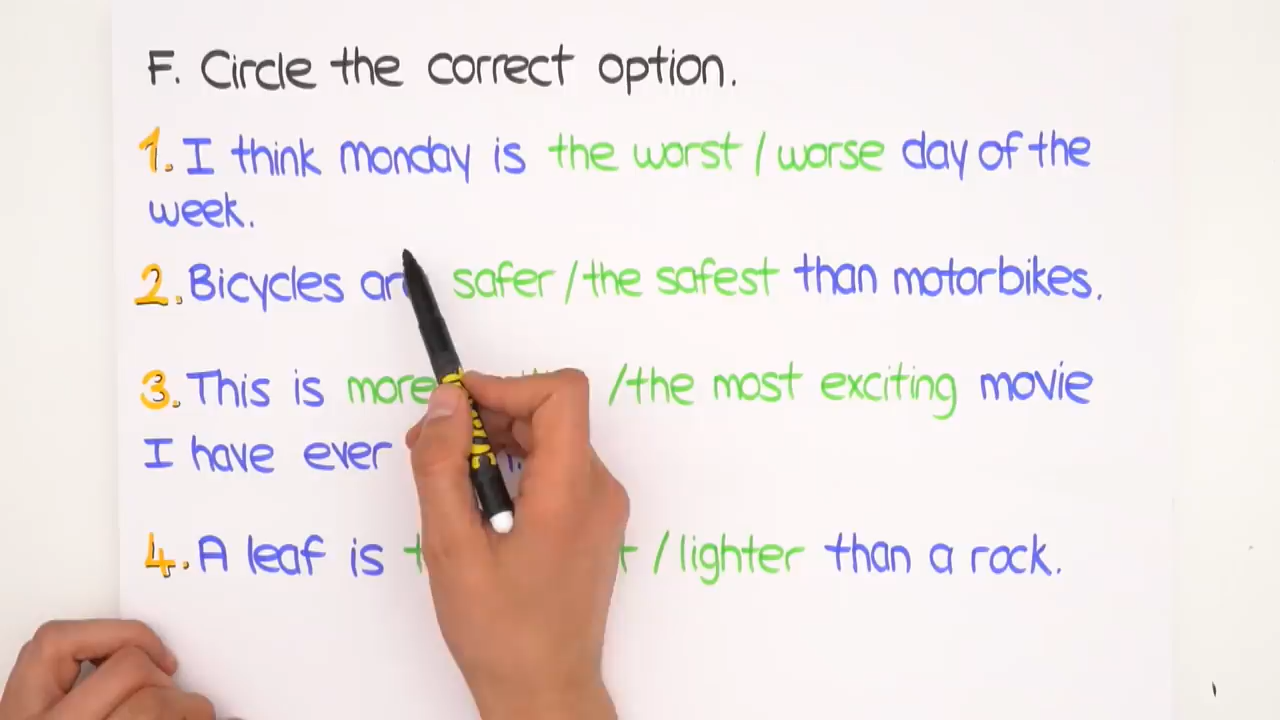 F. Circle the correct option.
1. I think monday is the worst / worse day of the
week.
2. Bicycles are safer / the safest than motorbikes.
3. This is more /the most exciting movie
I have ever
4. A leaf is / lighter than a rock.